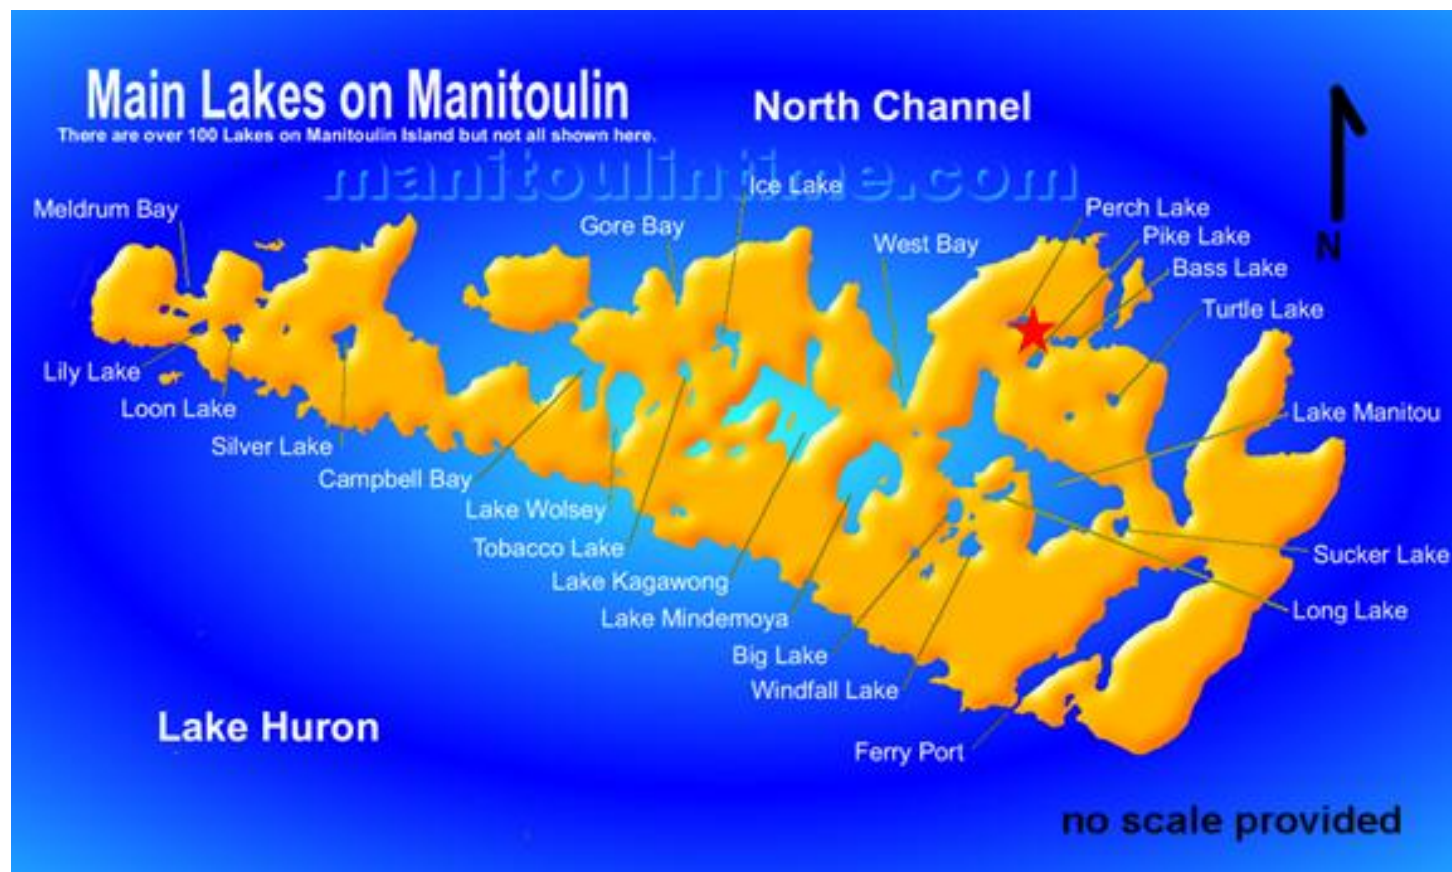 Main Lakes on Manitoulin
There are over 100 Lakes on Manitoulin Island but not all shown here.
North Channel
manitoulintime.com
Ice Lake
Meldrum Bay
Gore Bay
West Bay
Perch Lake
Pike Lake
Bass Lake
Turtle Lake
N
Lily Lake
Loon Lake
Silver Lake
Campbell Bay
Lake Wolsey
Tobacco Lake
Lake Kagawong
Lake Mindemoya
Big Lake
Windfall Lake
Lake Manitou
Sucker Lake
Long Lake
Lake Huron
Ferry Port
no scale provided